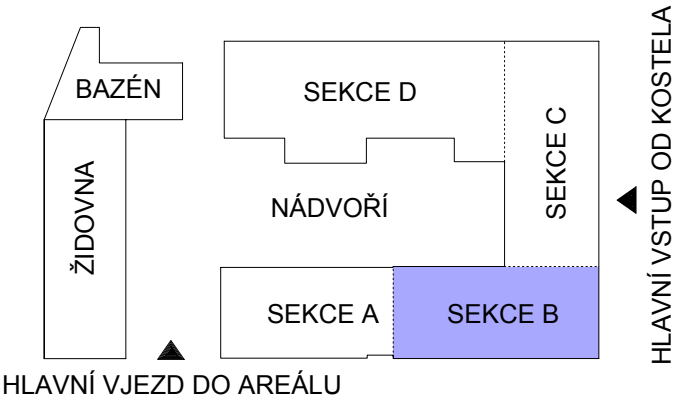 BAZÉN
SEKCE D
SEKCE C
HLAVNÍ VSTUP OD KOSTELA
ŽIDOVNA
NÁDVOŘÍ
SEKCE A
SEKCE B
HLAVNÍ VJEZD DO AREÁLU